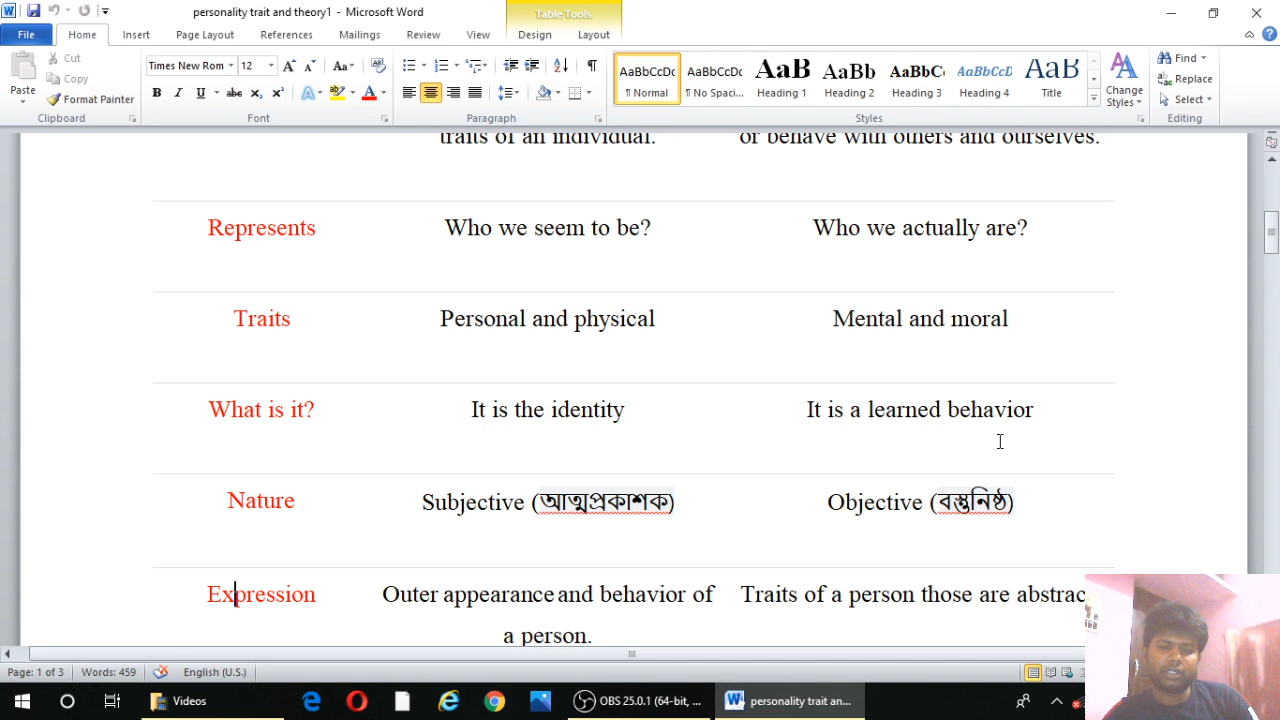 personality trait and theory1 - Microsoft Word
Table Tools
File Home Insert Page Layout References Mailings Review View Design Layout
Paste
Cut
Copy
Format Painter
Clipboard
Times New Rom 12
Font
Paragraph
AaBbCcDc AaBbCcDc AaB AaBb AaBbCc AaBbCcDc AaB
¶ Normal ¶ No Spaci... Heading 1 Heading 2 Heading 3 Heading 4 Title
Change Styles
Styles
Find
Replace
Select
Editing
traits of an individual. or behave with others and ourselves.
Represents Who we seem to be? Who we actually are?
Traits Personal and physical Mental and moral
What is it? It is the identity It is a learned behavior
Nature Subjective (আত্মপ্রকাশক) Objective (বস্তুনিষ্ঠ)
Expression Outer appearance and behavior of Traits of a person those are abstrac
a person.
Page: 1 of 3 Words: 459 English (U.S.)
Videos OBS 25.0.1 (64-bit, ... personality trait an...